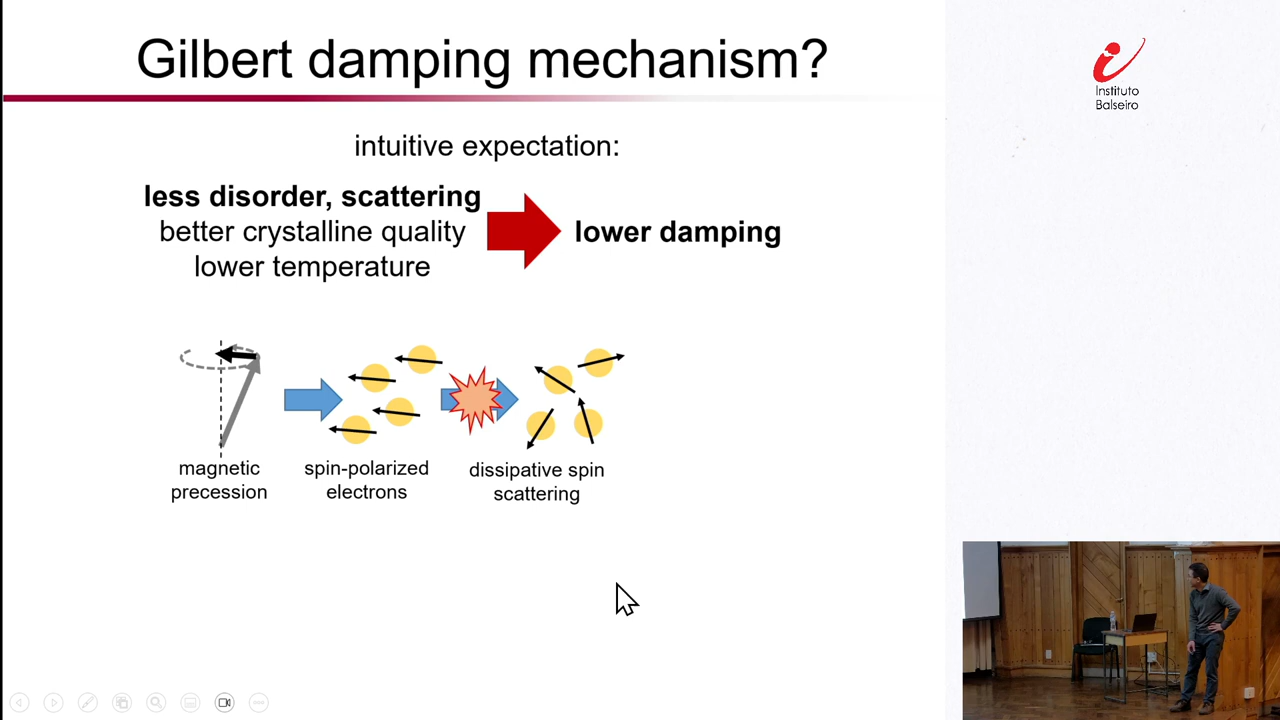 Gilbert damping mechanism?
intuitive expectation:
less disorder, scattering
better crystalline quality
lower temperature
lower damping
magnetic
precession
spin-polarized
electrons
dissipative spin
scattering
Instituto
Balseiro